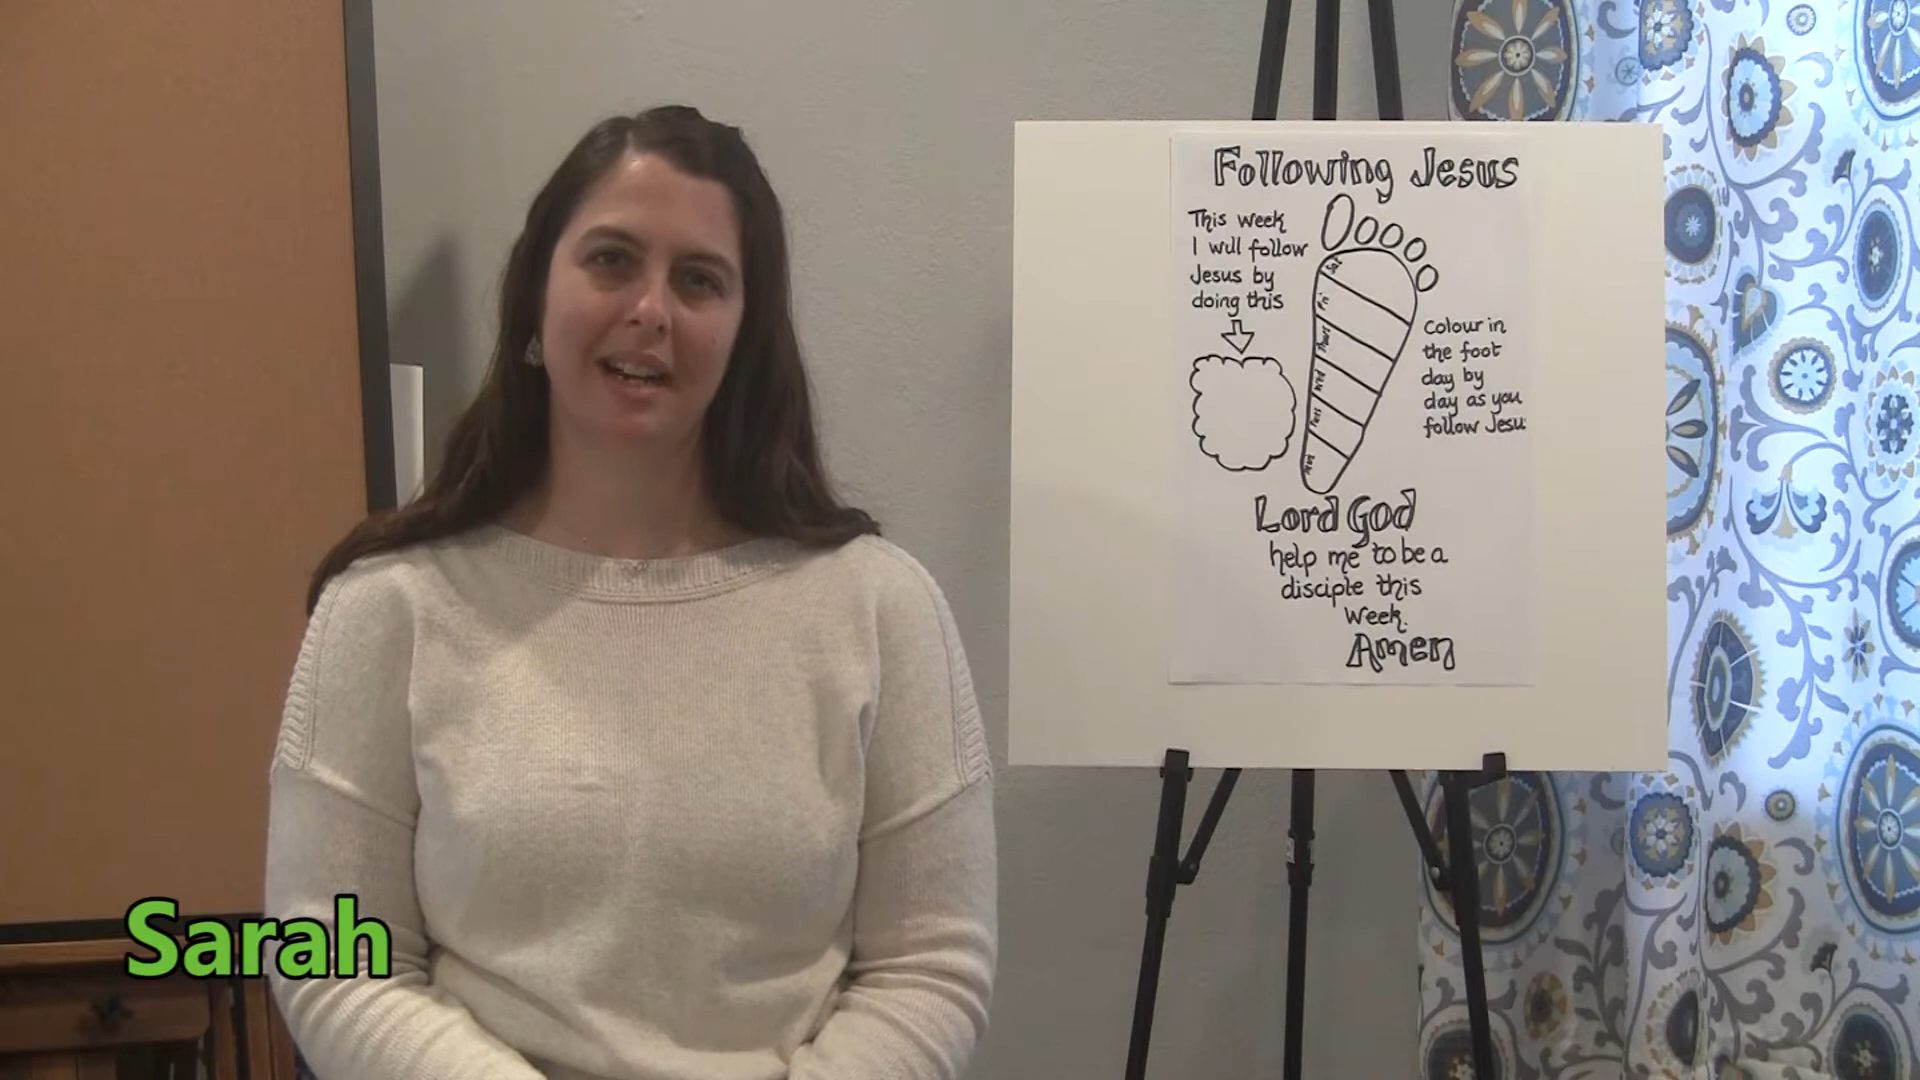 Following Jesus
This week
I will follow
Jesus by
doing this
Colour in
the foot
day by
day as you
follow Jesu
Lord God
help me to be a
disciple this
week.
Amen
Sarah